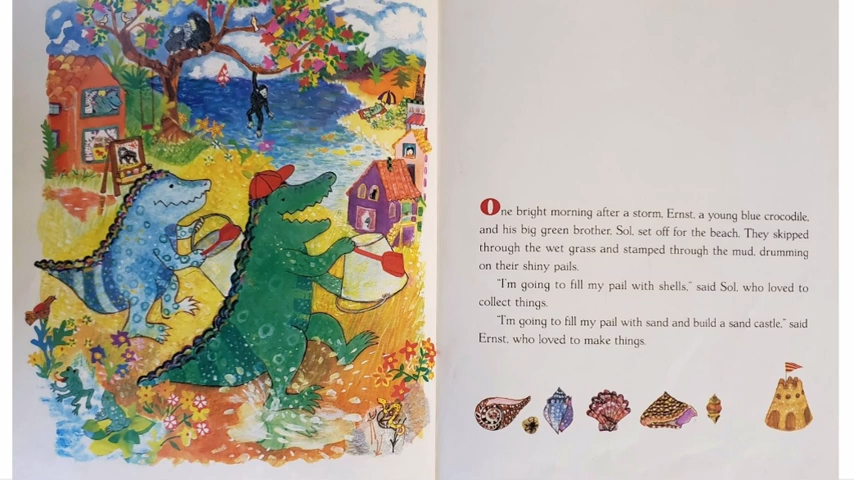 One bright morning after a storm, Ernst, a young blue crocodile,
and his big green brother, Sol, set off for the beach. They skipped
through the wet grass and stamped through the mud, drumming
on their shiny pails.
"I'm going to fill my pail with shells," said Sol, who loved to
collect things.
"I'm going to fill my pail with sand and build a sand castle," said
Ernst, who loved to make things.